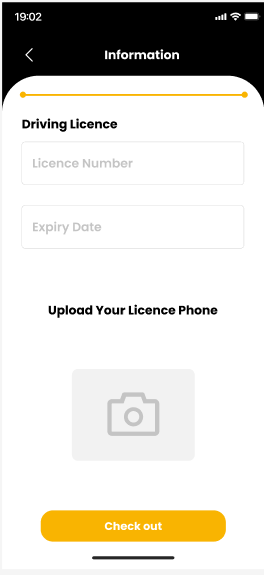 19:02
Information
Driving Licence
Licence Number
Expiry Date
Upload Your Licence Phone
Check out